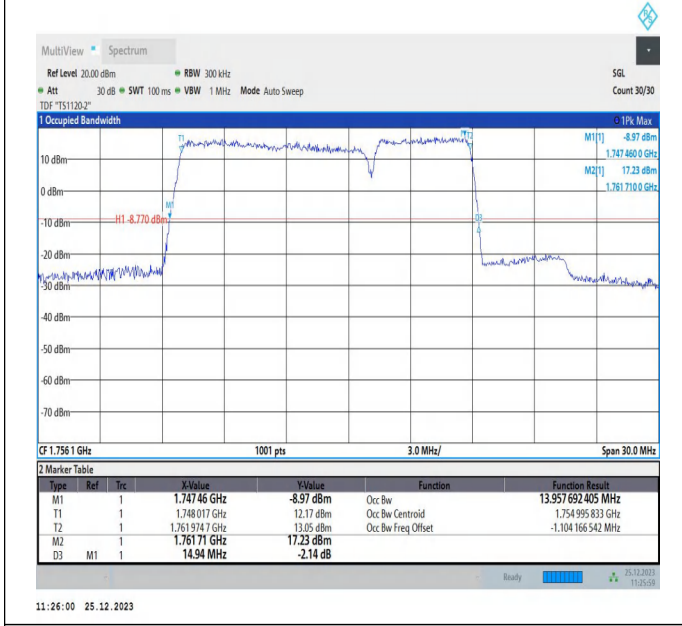 MultiView Spectrum
Ref Level 20.00 dBm RBW 300 kHz SGL
Att 30 dB SWT 100 ms VBW 1 MHz Mode Auto Sweep Count 30/30
TDF "TS1120-2"
1 Occupied Bandwidth 1Pk Max
M1[1] -8.97 dBm
1.747 460 0 GHz
M2[1] 17.23 dBm
1.761 710 0 GHz
T1
T2
10 dBm
0 dBm
M1
D3
H1 -8.770 dBm
-10 dBm
-20 dBm
-30 dBm
-40 dBm
-50 dBm
-60 dBm
-70 dBm
CF 1.756 1 GHz 1001 pts 3.0 MHz/ Span 30.0 MHz
2 Marker Table
Type Ref Trc X-Value Y-Value Function Function Result
M1 1 1.747 46 GHz -8.97 dBm Occ Bw 13.957 692 405 MHz
T1 1 1.748 017 GHz 12.17 dBm Occ Bw Centroid 1.754 995 833 GHz
T2 1 1.761 974 7 GHz 13.05 dBm Occ Bw Freq Offset -1.104 166 542 MHz
M2 1 1.761 71 GHz 17.23 dBm
D3 M1 1 14.94 MHz -2.14 dB
Ready 25.12.2023
11:25:59
11:26:00 25.12.2023